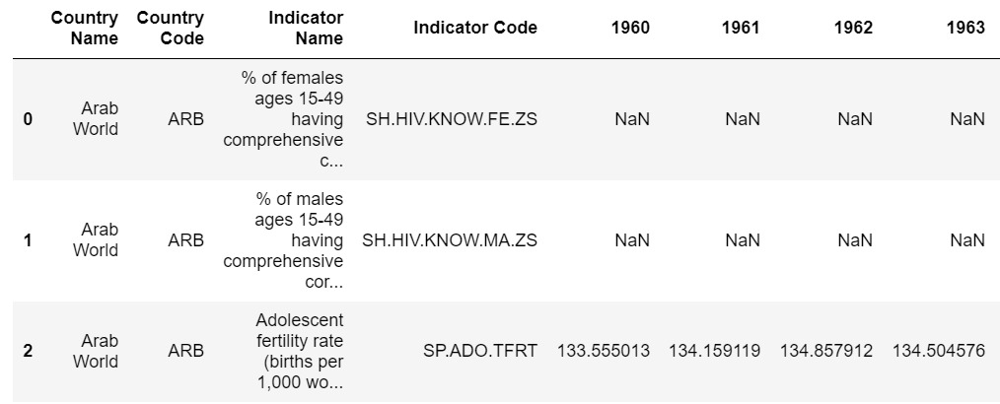 Country Name Country Code Indicator Name Indicator Code 1960 1961 1962 1963
0 Arab World ARB % of females ages 15-49 having comprehensive c... SH.HIV.KNOW.FE.ZS NaN NaN NaN NaN
1 Arab World ARB % of males ages 15-49 having comprehensive cor... SH.HIV.KNOW.MA.ZS NaN NaN NaN NaN
2 Arab World ARB Adolescent fertility rate (births per 1,000 wo... SP.ADO.TFRT 133.555013 134.159119 134.857912 134.504576